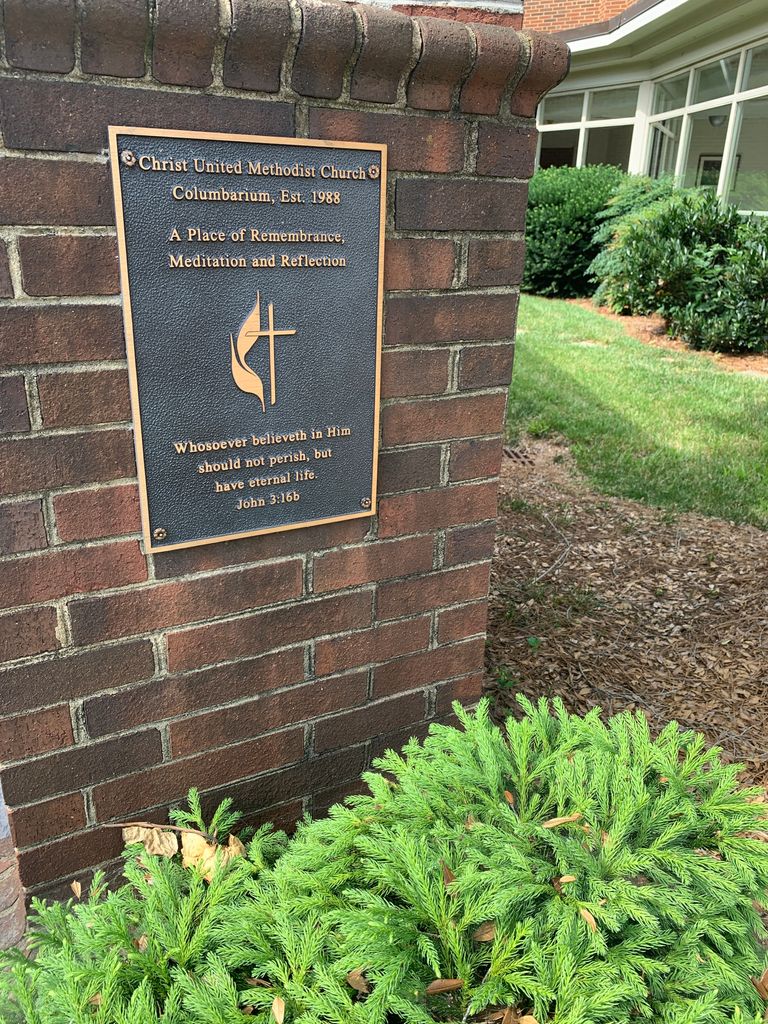 Christ United Methodist Church
Columbarium, Est. 1988
A Place of Remembrance,
Meditation and Reflection
Whosoever believeth in Him
should not perish, but
have eternal life.
John 3:16b